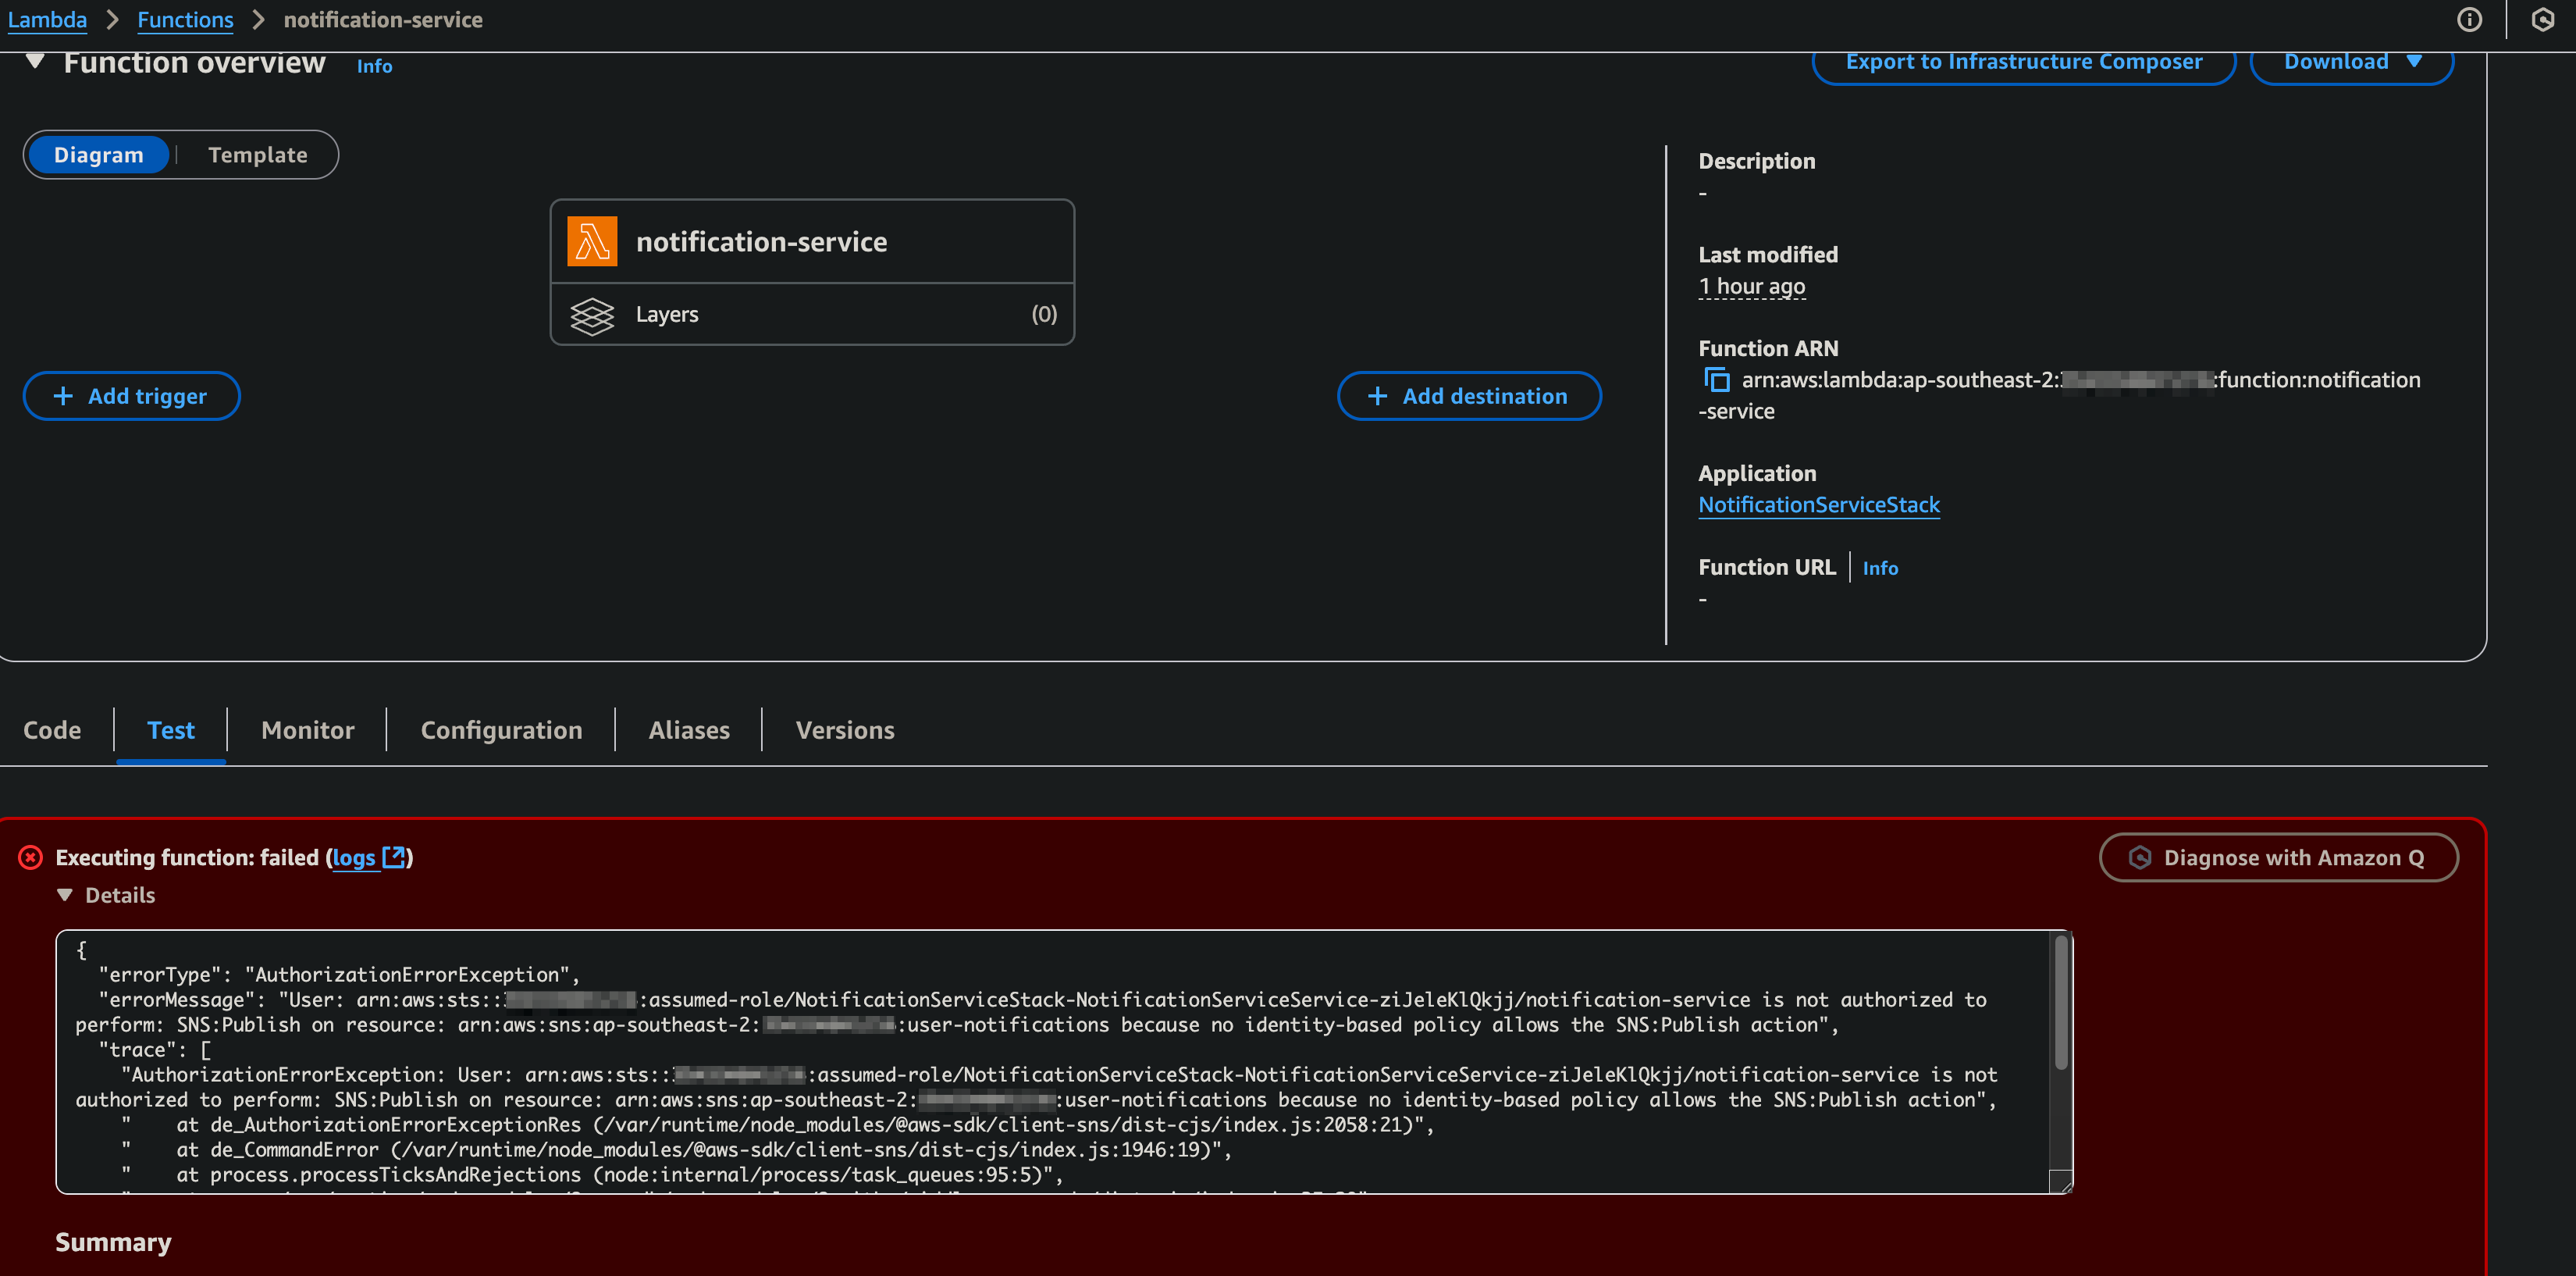 Lambda > Functions > notification-service
Function overview Info
Export to Infrastructure Composer
Download
Diagram
Template
notification-service
Layers
(0)
+ Add trigger
+ Add destination
Description
-
Last modified
1 hour ago
Function ARN
arn:aws:lambda:ap-southeast-2: :function:notification
-service
Application
NotificationServiceStack
Function URL | Info
-
Code
Test
Monitor
Configuration
Aliases
Versions
Executing function: failed (logs)
Diagnose with Amazon Q
Details
{
"errorType": "AuthorizationErrorException",
"errorMessage": "User: arn:aws:sts:: :assumed-role/NotificationServiceStack-NotificationServiceService-ziJeleKlQkjj/notification-service is not authorized to
perform: SNS:Publish on resource: arn:aws:sns:ap-southeast-2: :user-notifications because no identity-based policy allows the SNS:Publish action",
"trace": [
"AuthorizationErrorException: User: arn:aws:sts:: :assumed-role/NotificationServiceStack-NotificationServiceService-ziJeleKlQkjj/notification-service is not
authorized to perform: SNS:Publish on resource: arn:aws:sns:ap-southeast-2: :user-notifications because no identity-based policy allows the SNS:Publish action",
"    at de_AuthorizationErrorExceptionRes (/var/runtime/node_modules/@aws-sdk/client-sns/dist-cjs/index.js:2058:21)",
"    at de_CommandError (/var/runtime/node_modules/@aws-sdk/client-sns/dist-cjs/index.js:1946:19)",
"    at process.processTicksAndRejections (node:internal/process/task_queues:95:5)",
Summary